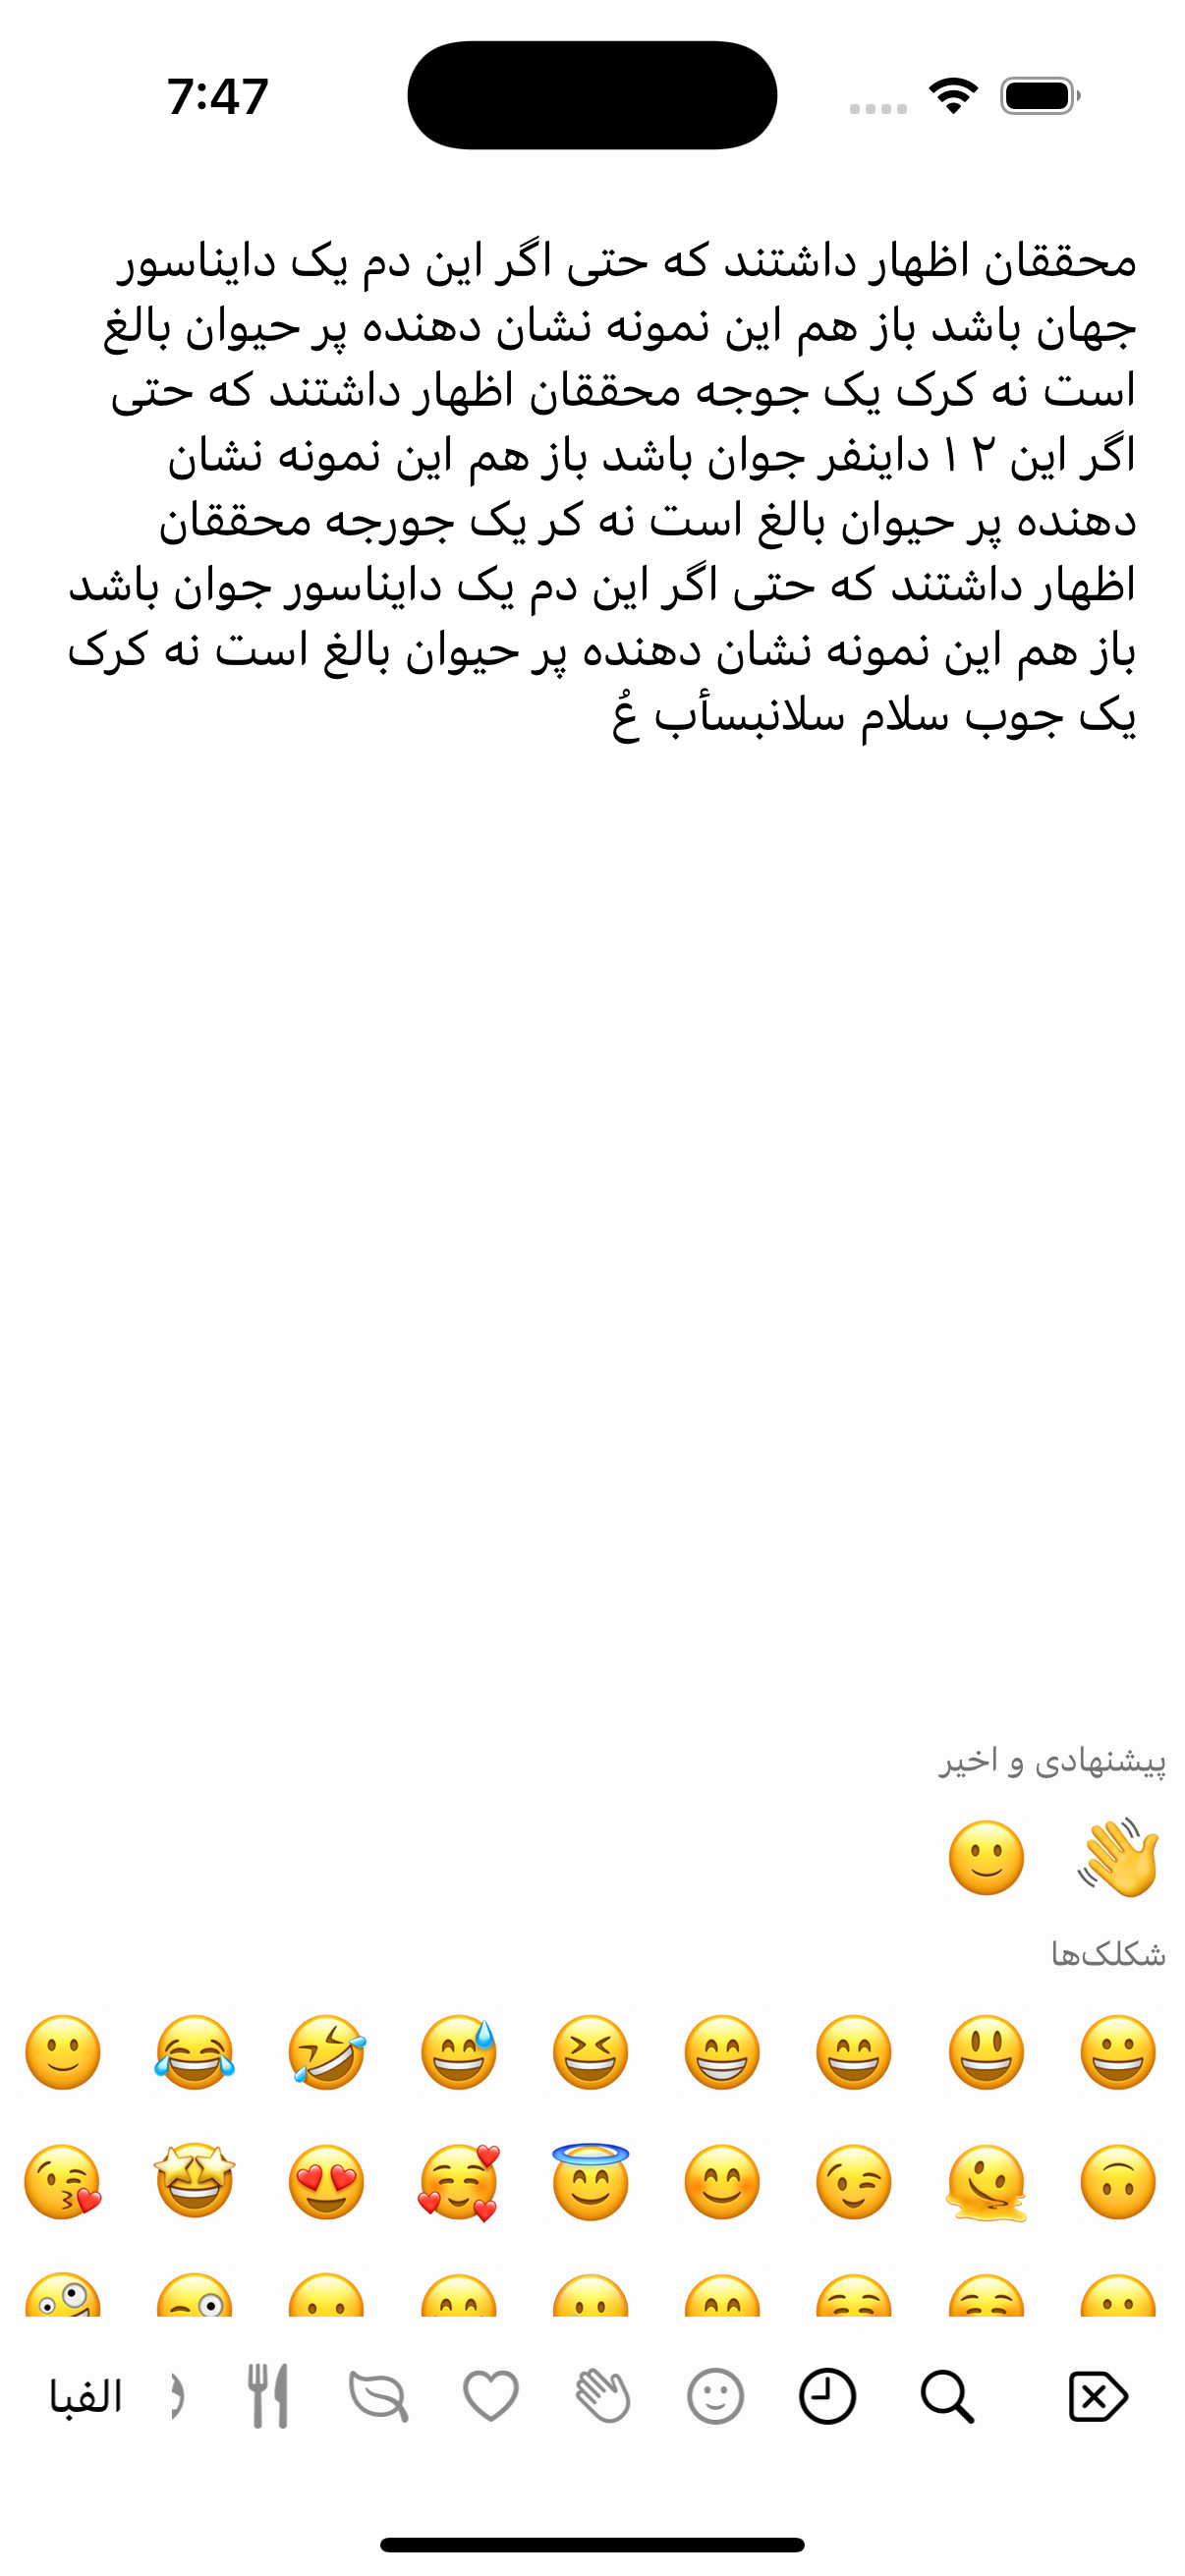 7:47
محققان اظهار داشتند که حتی اگر این دم یک دایناسور
جهان باشد باز هم این نمونه نشان دهنده پر حیوان بالغ
است نه کرک یک جوجه محققان اظهار داشتند که حتی
اگر این ۱۲ داینفر جوان باشد باز هم این نمونه نشان
دهنده پر حیوان بالغ است نه کر یک جورجه محققان
اظهار داشتند که حتی اگر این دم یک دایناسور جوان باشد
باز هم این نمونه نشان دهنده پر حیوان بالغ است نه کرک
یک جوب سلام سلانبسأب عُ
پیشنهادی و اخیر
شکلک‌ها
الفبا